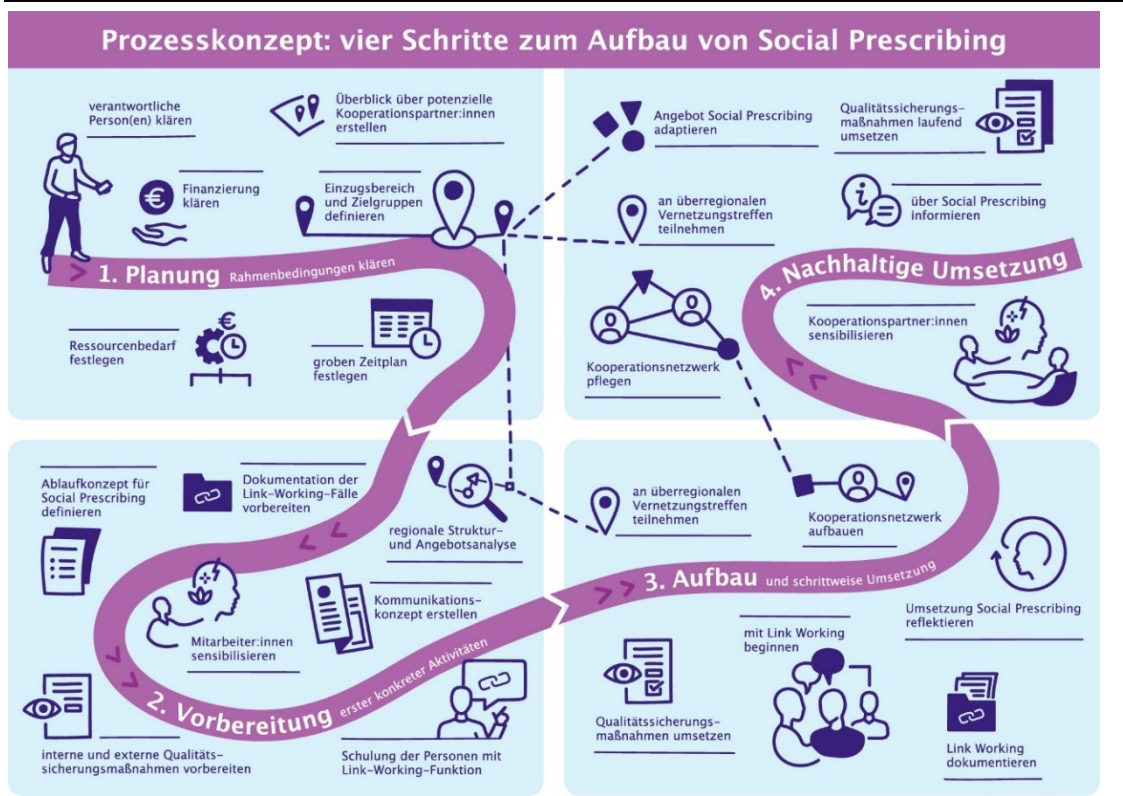 Prozesskonzept: vier Schritte zum Aufbau von Social Prescribing
verantwortliche
Person(en) klären
Überblick über potenzielle
Kooperationspartner:innen
erstellen
Finanzierung
klären
Einzugsbereich
und Zielgruppen
definieren
1. Planung Rahmenbedingungen klären
Ressourcenbedarf
festlegen
groben Zeitplan
festlegen
Ablaufkonzept für
Social Prescribing
definieren
Dokumentation der
Link-Working-Fälle
vorbereiten
regionale Struktur-
und Angebotsanalyse
Mitarbeiter:innen
sensibilisieren
Kommunikations-
konzept erstellen
2. Vorbereitung erster konkreter Aktivitäten
interne und externe Qualitäts-
sicherungsmaßnahmen vorbereiten
Schulung der Personen mit
Link-Working-Funktion
an überregionalen
Vernetzungstreffen
teilnehmen
Kooperationsnetzwerk
aufbauen
3. Aufbau und schrittweise Umsetzung
Umsetzung Social Prescribing
reflektieren
mit Link Working
beginnen
Qualitätssicherungs-
maßnahmen umsetzen
Link Working
dokumentieren
Angebot Social Prescribing
adaptieren
Qualitätssicherungs-
maßnahmen laufend
umsetzen
an überregionalen
Vernetzungstreffen
teilnehmen
über Social Prescribing
informieren
4. Nachhaltige Umsetzung
Kooperationspartner:innen
sensibilisieren
Kooperationsnetzwerk
pflegen